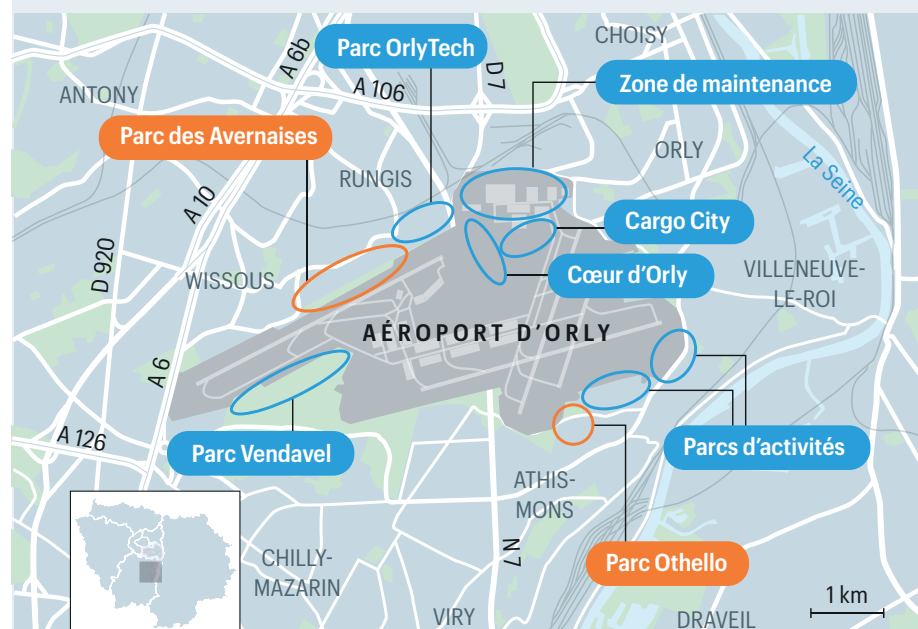 CHOISY
A 6b
Parc OrlyTech
D 7
Zone de maintenance
A 106
ANTONY
Parc des Avernaises
ORLY
La Seine
RUNGIS
A 10
Cargo City
D 920
WISSOUS
Cœur d'Orly
VILLENEUVE-
LE-ROI
AÉROPORT D'ORLY
A 6
A 126
Parc Vendavel
Parcs d'activités
ATHIS-
MONS
N 7
CHILLY-
MAZARIN
Parc Othello
VIRY
DRAVEIL
1 km